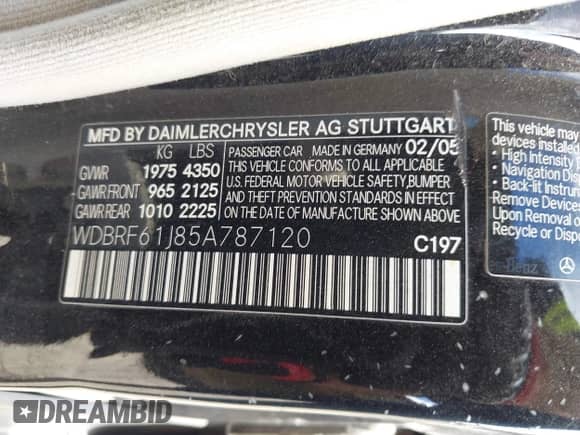 MFD BY DAIMLERCHRYSLER AG STUTTGART
KG LBS
GVWR 1975 4350
GAWR FRONT 965 2125
GAWR REAR 1010 2225
PASSENGER CAR MADE IN GERMANY 02/05
THIS VEHICLE CONFORMS TO ALL APPLICABLE
U.S. FEDERAL MOTOR VEHICLE SAFETY, BUMPER
AND THEFT PREVENTION STANDARDS
IN EFFECT ON THE DATE OF MANUFACTURE
SHOWN ABOVE
WDBRF61J85A787120
C197
This vehicle may
devices installed
• High Intensity
• Navigation Dis
• Back-lit Instrum
Remove Devices
Upon Removal
Recycle or Dispo
-Benz
DREAMBID